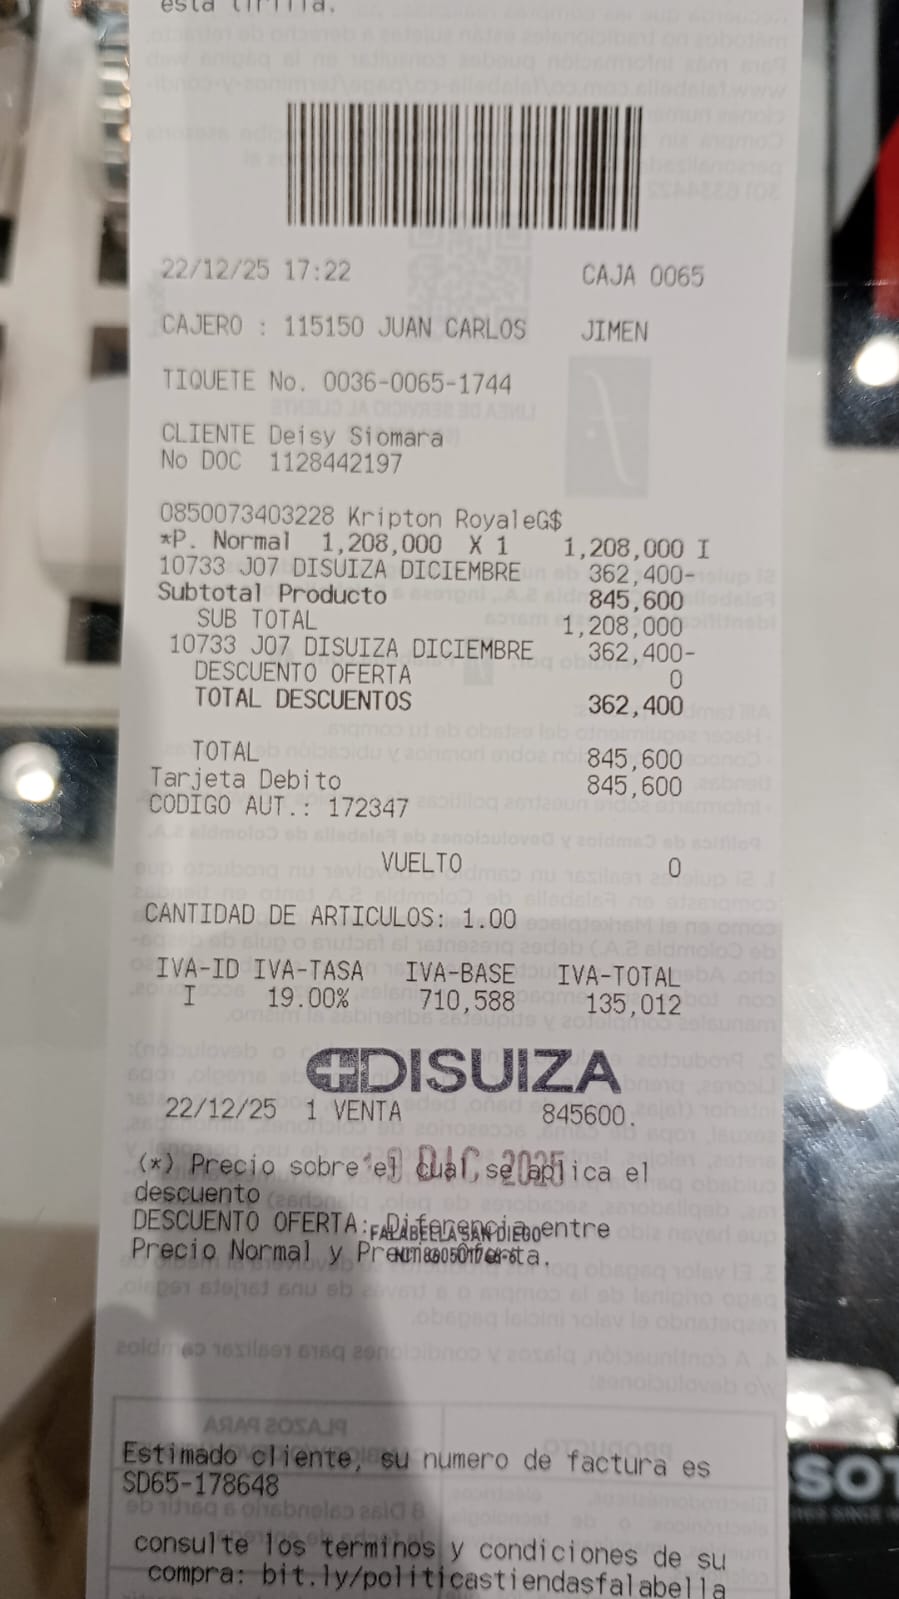 esta tirilla.
22/12/25 17:22 CAJA 0065
CAJERO : 115150 JUAN CARLOS JIMEN
TIQUETE No. 0036-0065-1744
CLIENTE Deisy Siomara
No DOC 1128442197
0850073403228 Kripton RoyaleG$
*P. Normal 1,208,000 X 1 1,208,000 I
10733 J07 DISUIZA DICIEMBRE 362,400-
Subtotal Producto 845,600
SUB TOTAL 1,208,000
10733 J07 DISUIZA DICIEMBRE 362,400-
DESCUENTO OFERTA 0
TOTAL DESCUENTOS 362,400
TOTAL 845,600
Tarjeta Debito 845,600
CODIGO AUT.: 172347
VUELTO 0
CANTIDAD DE ARTICULOS: 1.00
IVA-ID IVA-TASA IVA-BASE IVA-TOTAL
I 19.00% 710,588 135,012
DISUIZA
22/12/25 1 VENTA 845600.
DIC 2025
(*) Precio sobre el cual se aplica el
descuento
DESCUENTO OFERTA: Diferencia entre
FALABELLA SAN DIEGO
Precio Normal y Precio Oferta.
Estimado cliente, su numero de factura es
SD65-178648
consulte los terminos y condiciones de su
compra: bit.ly/politicastiendasfalabella
SOT